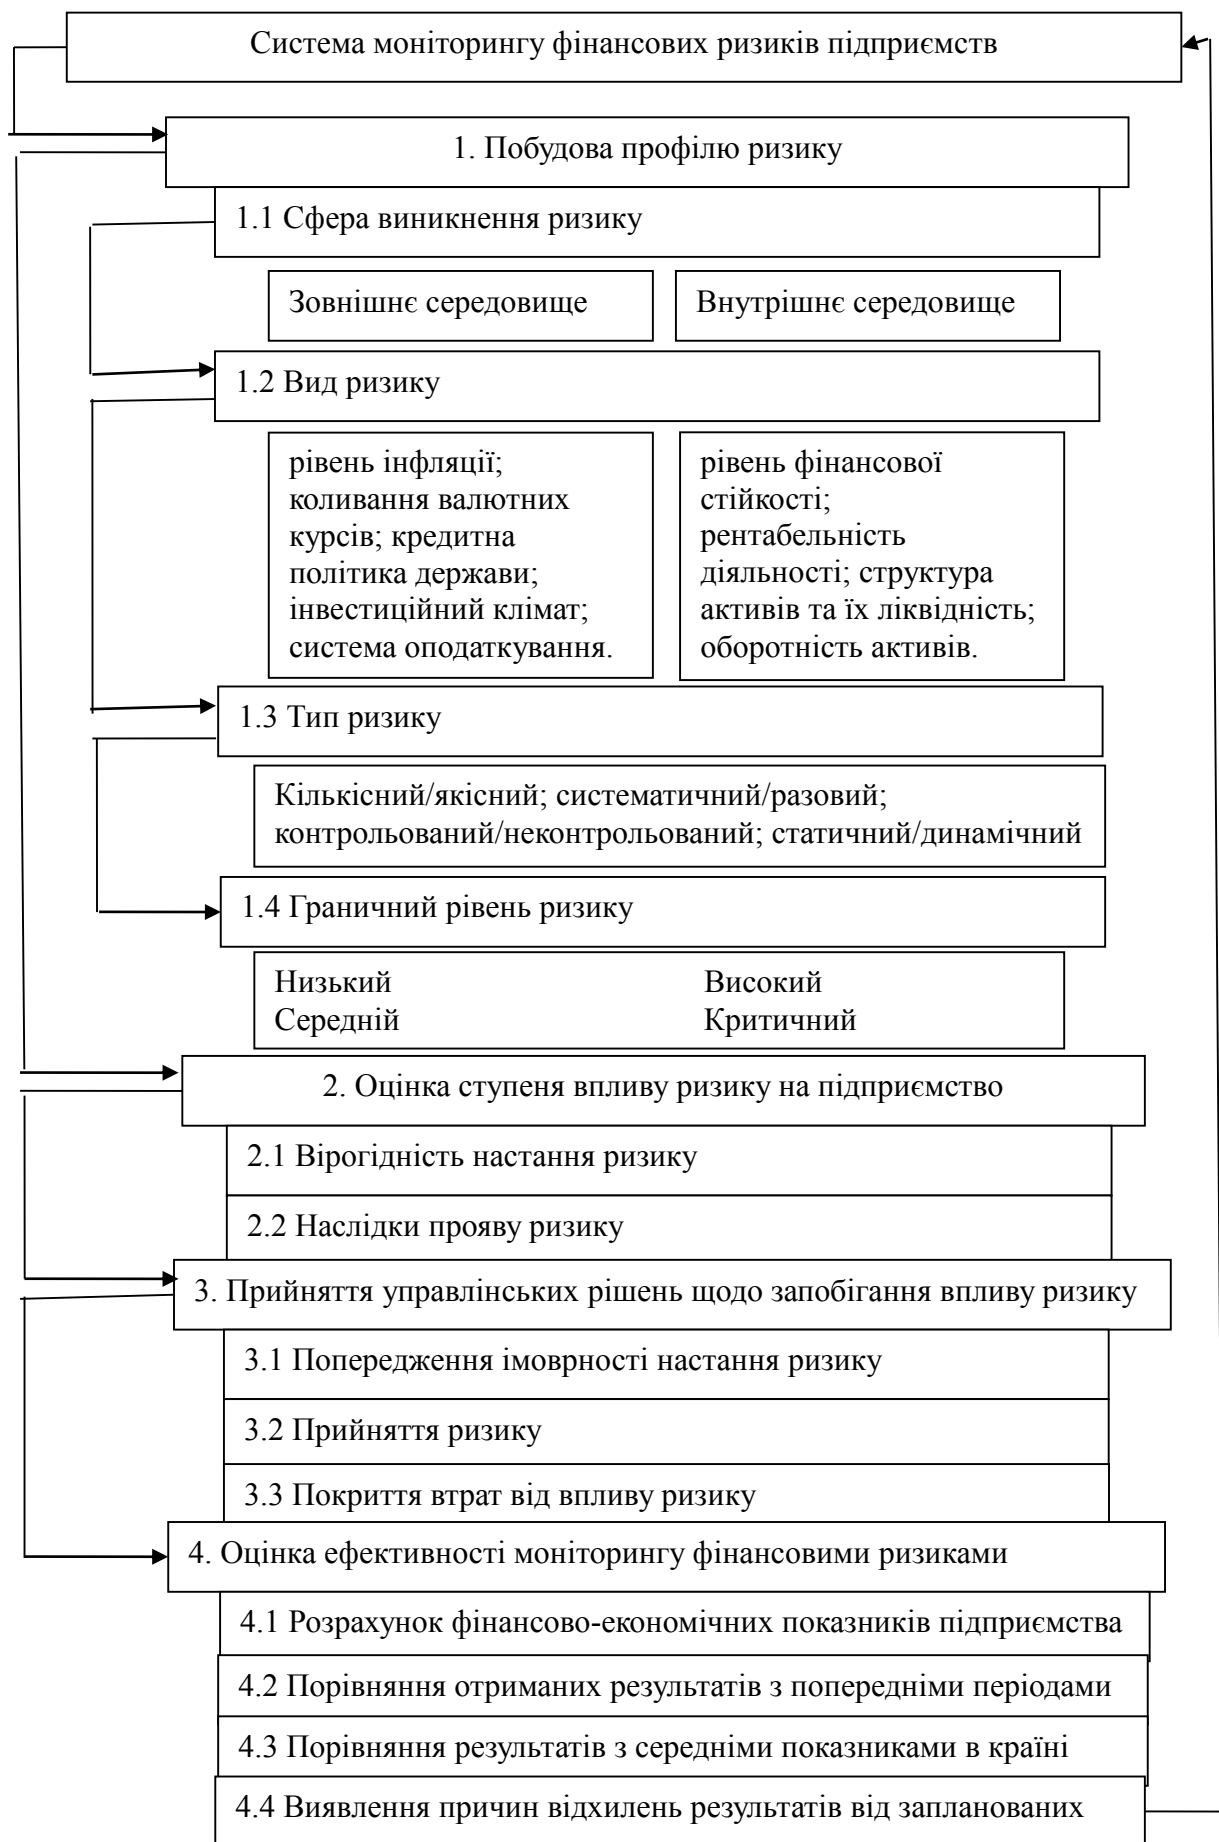 Система моніторингу фінансових ризиків підприємств
1. Побудова профілю ризику
1.1 Сфера виникнення ризику
Зовнішнє середовище
Внутрішнє середовище
1.2 Вид ризику
рівень інфляції;
коливання валютних
курсів; кредитна
політика держави;
інвестиційний клімат;
система оподаткування.
рівень фінансової
стійкості;
рентабельність
діяльності; структура
активів та їх ліквідність;
оборотність активів.
1.3 Тип ризику
Кількісний/якісний; систематичний/разовий;
контрольований/неконтрольований; статичний/динамічний
1.4 Граничний рівень ризику
Низький Високий
Середній Критичний
2. Оцінка ступеня впливу ризику на підприємство
2.1 Вірогідність настання ризику
2.2 Наслідки прояву ризику
3. Прийняття управлінських рішень щодо запобігання впливу ризику
3.1 Попередження імоврності настання ризику
3.2 Прийняття ризику
3.3 Покриття втрат від впливу ризику
4. Оцінка ефективності моніторингу фінансовими ризиками
4.1 Розрахунок фінансово-економічних показників підприємства
4.2 Порівняння отриманих результатів з попередніми періодами
4.3 Порівняння результатів з середніми показниками в країні
4.4 Виявлення причин відхилень результатів від запланованих